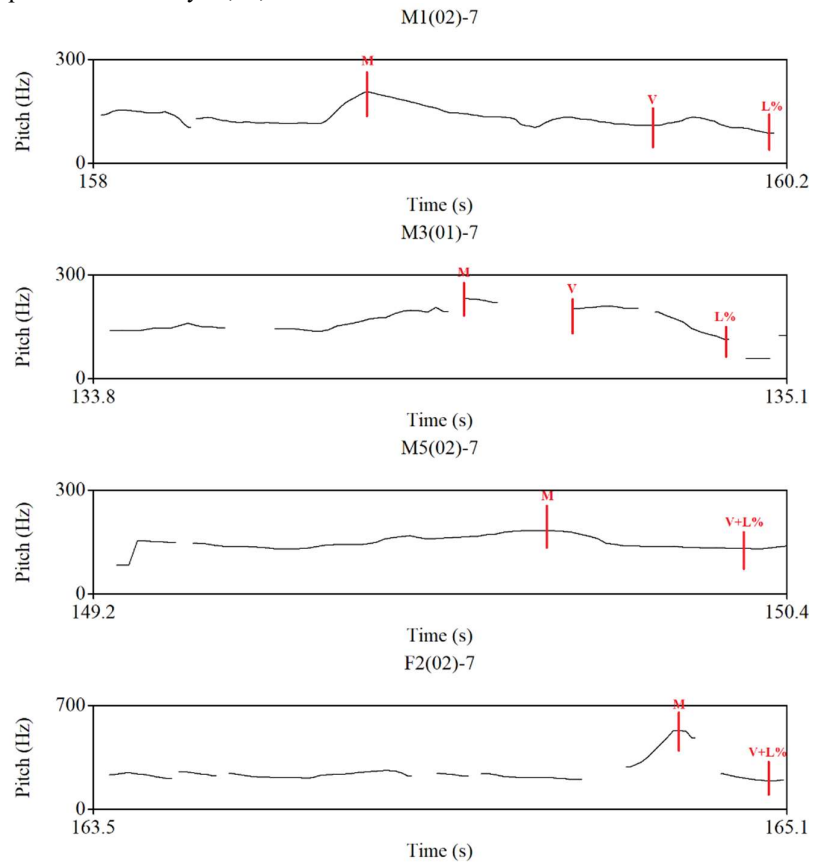 M1(02)-7
300
M
V
L%
Pitch (Hz)
0
158
160.2
Time (s)
M3(01)-7
300
M
V
L%
Pitch (Hz)
0
133.8
135.1
Time (s)
M5(02)-7
300
M
V+L%
Pitch (Hz)
0
149.2
150.4
Time (s)
F2(02)-7
700
M
V+L%
Pitch (Hz)
0
163.5
165.1
Time (s)